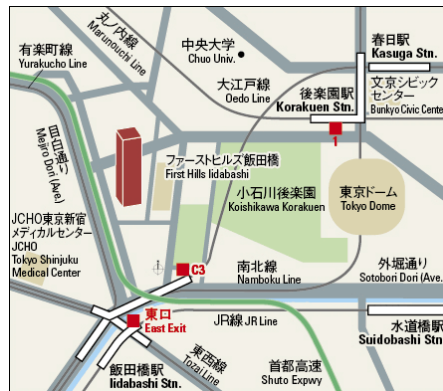 有楽町線
Yurakucho Line
丸ノ内線
Marunouchi Line
中央大学
Chuo Univ.
春日駅
Kasuga Stn.
大江戸線
Oedo Line
後楽園駅
Korakuen Stn.
文京シビック
センター
Bunkyo Civic Center
1
目白通り
Mejiro Dori (Ave.)
ファーストヒルズ飯田橋
First Hills Iidabashi
小石川後楽園
Koishikawa Korakuen
東京ドーム
Tokyo Dome
JCHO東京新宿
メディカルセンター
JCHO
Tokyo Shinjuku
Medical Center
C3
南北線
Namboku Line
外堀通り
Sotobori Dori (Ave.)
東口
East Exit
JR線 JR Line
水道橋駅
Suidobashi Stn.
飯田橋駅
Iidabashi Stn.
東西線
Tozai Line
首都高速
Shuto Expwy